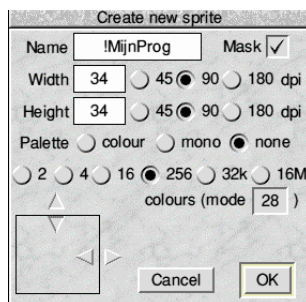 Create new sprite
Name !MijnProg Mask
Width 34 45 90 180 dpi
Height 34 45 90 180 dpi
Palette colour mono none
2 4 16 256 32k 16M
colours (mode 28 )
Cancel OK